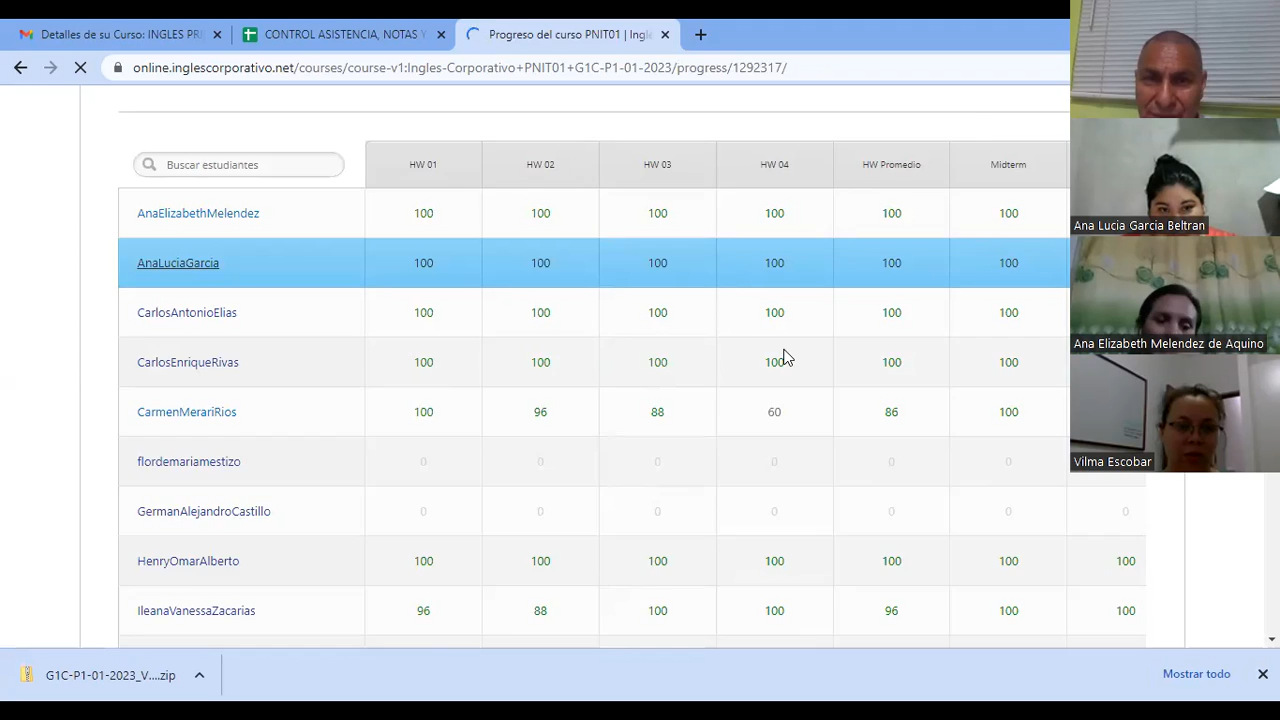 Detalles de su Curso: INGLES PRI
CONTROL ASISTENCIA, NOTAS Y
Progreso del curso PNIT01 | Ingl
online.inglescorporativo.net/courses/course-v1:Ingles-Corporativo+PNIT01+G1C-P1-01-2023/progress/1292317/
Buscar estudiantes HW 01 HW 02 HW 03 HW 04 HW Promedio Midterm
AnaElizabethMelendez 100 100 100 100 100 100
AnaLuciaGarcia 100 100 100 100 100 100
CarlosAntonioElias 100 100 100 100 100 100
CarlosEnriqueRivas 100 100 100 100 100 100
CarmenMerariRios 100 96 88 60 86 100
flordemariamestizo 0 0 0 0 0 0 0
GermanAlejandroCastillo 0 0 0 0 0 0 0
HenryOmarAlberto 100 100 100 100 100 100 100
IleanaVanessaZacarias 96 88 100 100 96 100 100
Ana Lucia Garcia Beltran
Ana Elizabeth Melendez de Aquino
Vilma Escobar
G1C-P1-01-2023_V....zip
Mostrar todo